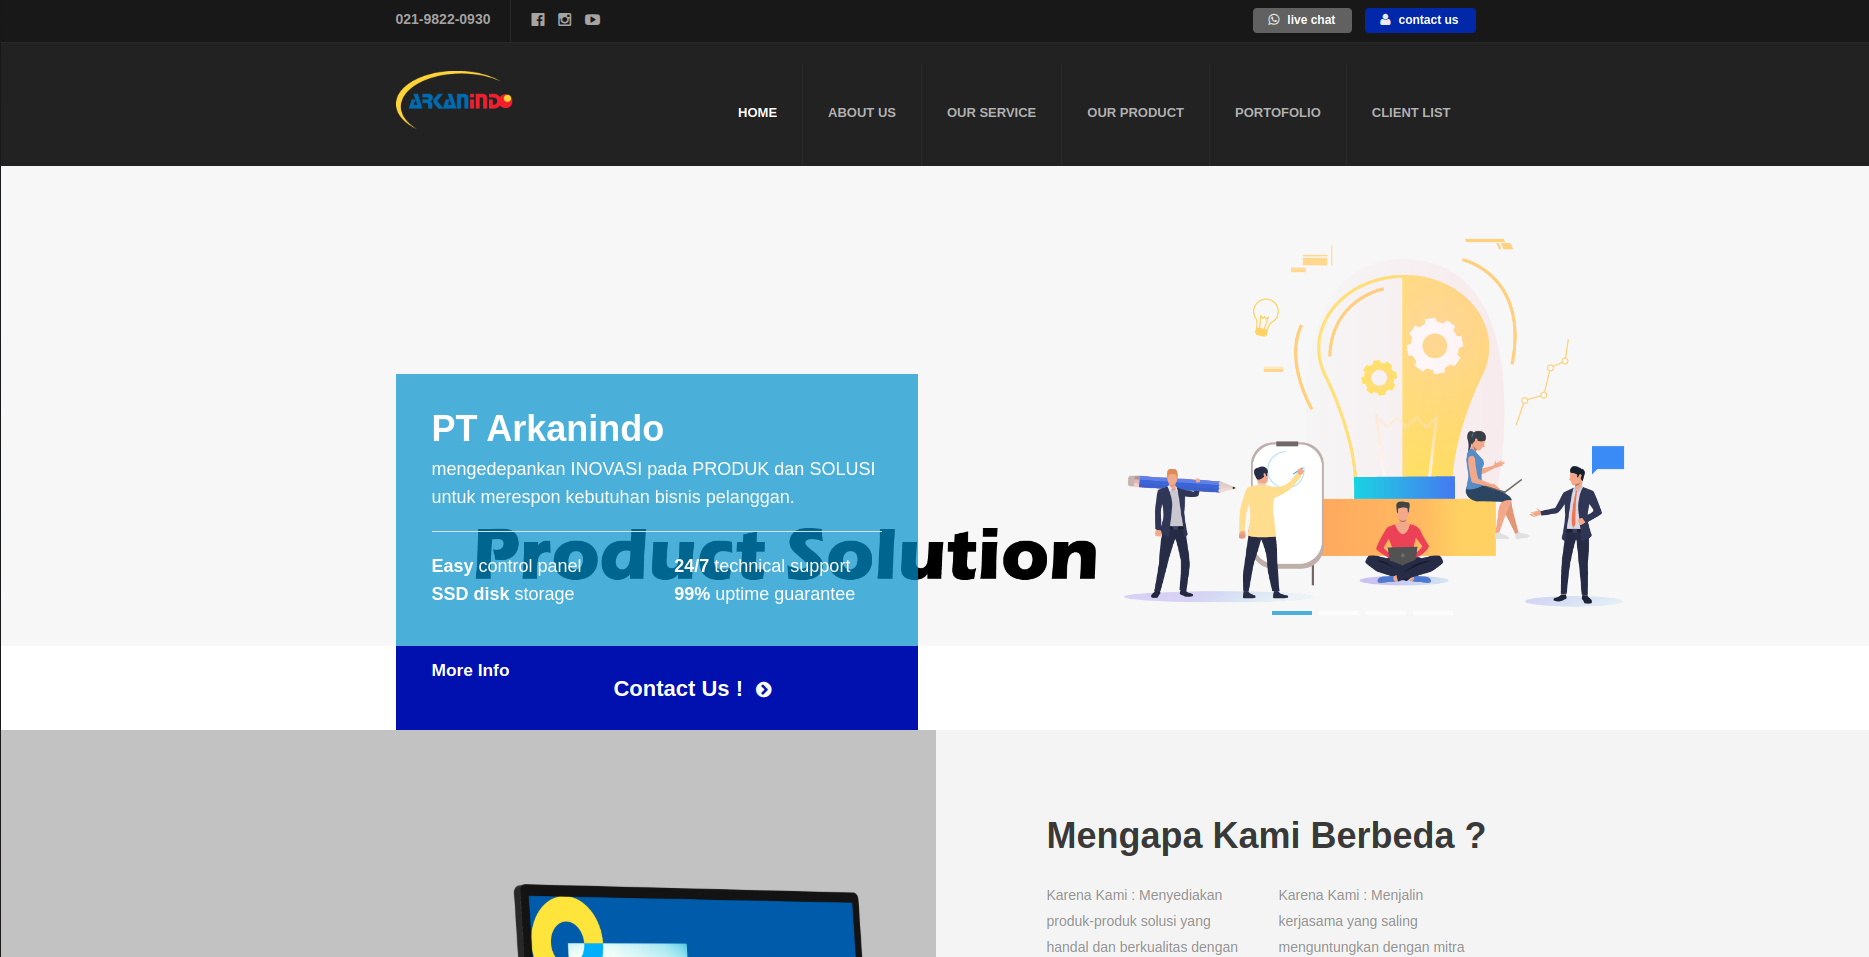 021-9822-0930
live chat
contact us
ARKANINDO
HOME
ABOUT US
OUR SERVICE
OUR PRODUCT
PORTOFOLIO
CLIENT LIST
PT Arkanindo
mengedepankan INOVASI pada PRODUK dan SOLUSI
untuk merespon kebutuhan bisnis pelanggan.
Product Solution
Easy control panel
24/7 technical support
SSD disk storage
99% uptime guarantee
More Info
Contact Us !
Mengapa Kami Berbeda ?
Karena Kami : Menyediakan
produk-produk solusi yang
handal dan berkualitas dengan
Karena Kami : Menjalin
kerjasama yang saling
menguntungkan dengan mitra